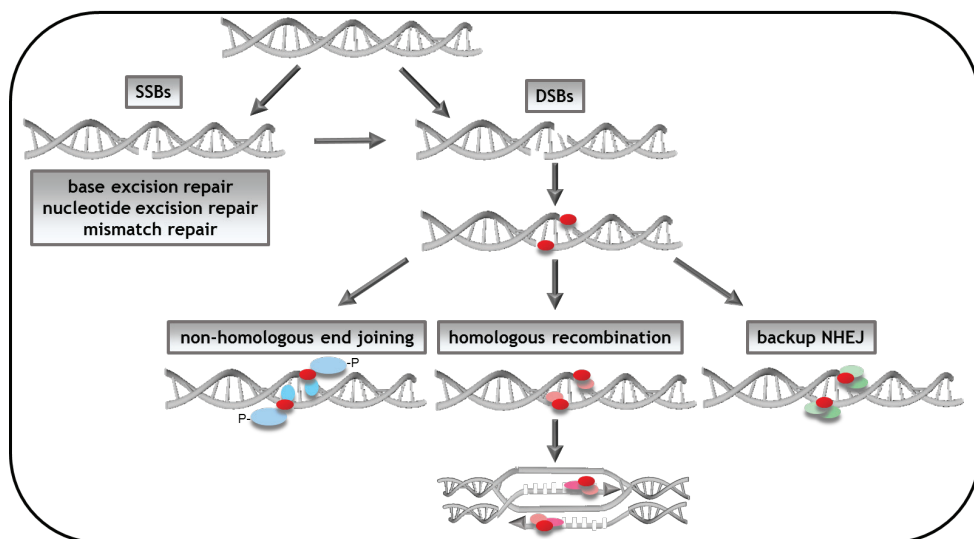 SSBs
DSBs
base excision repair
nucleotide excision repair
mismatch repair
non-homologous end joining
homologous recombination
backup NHEJ
-P
P-